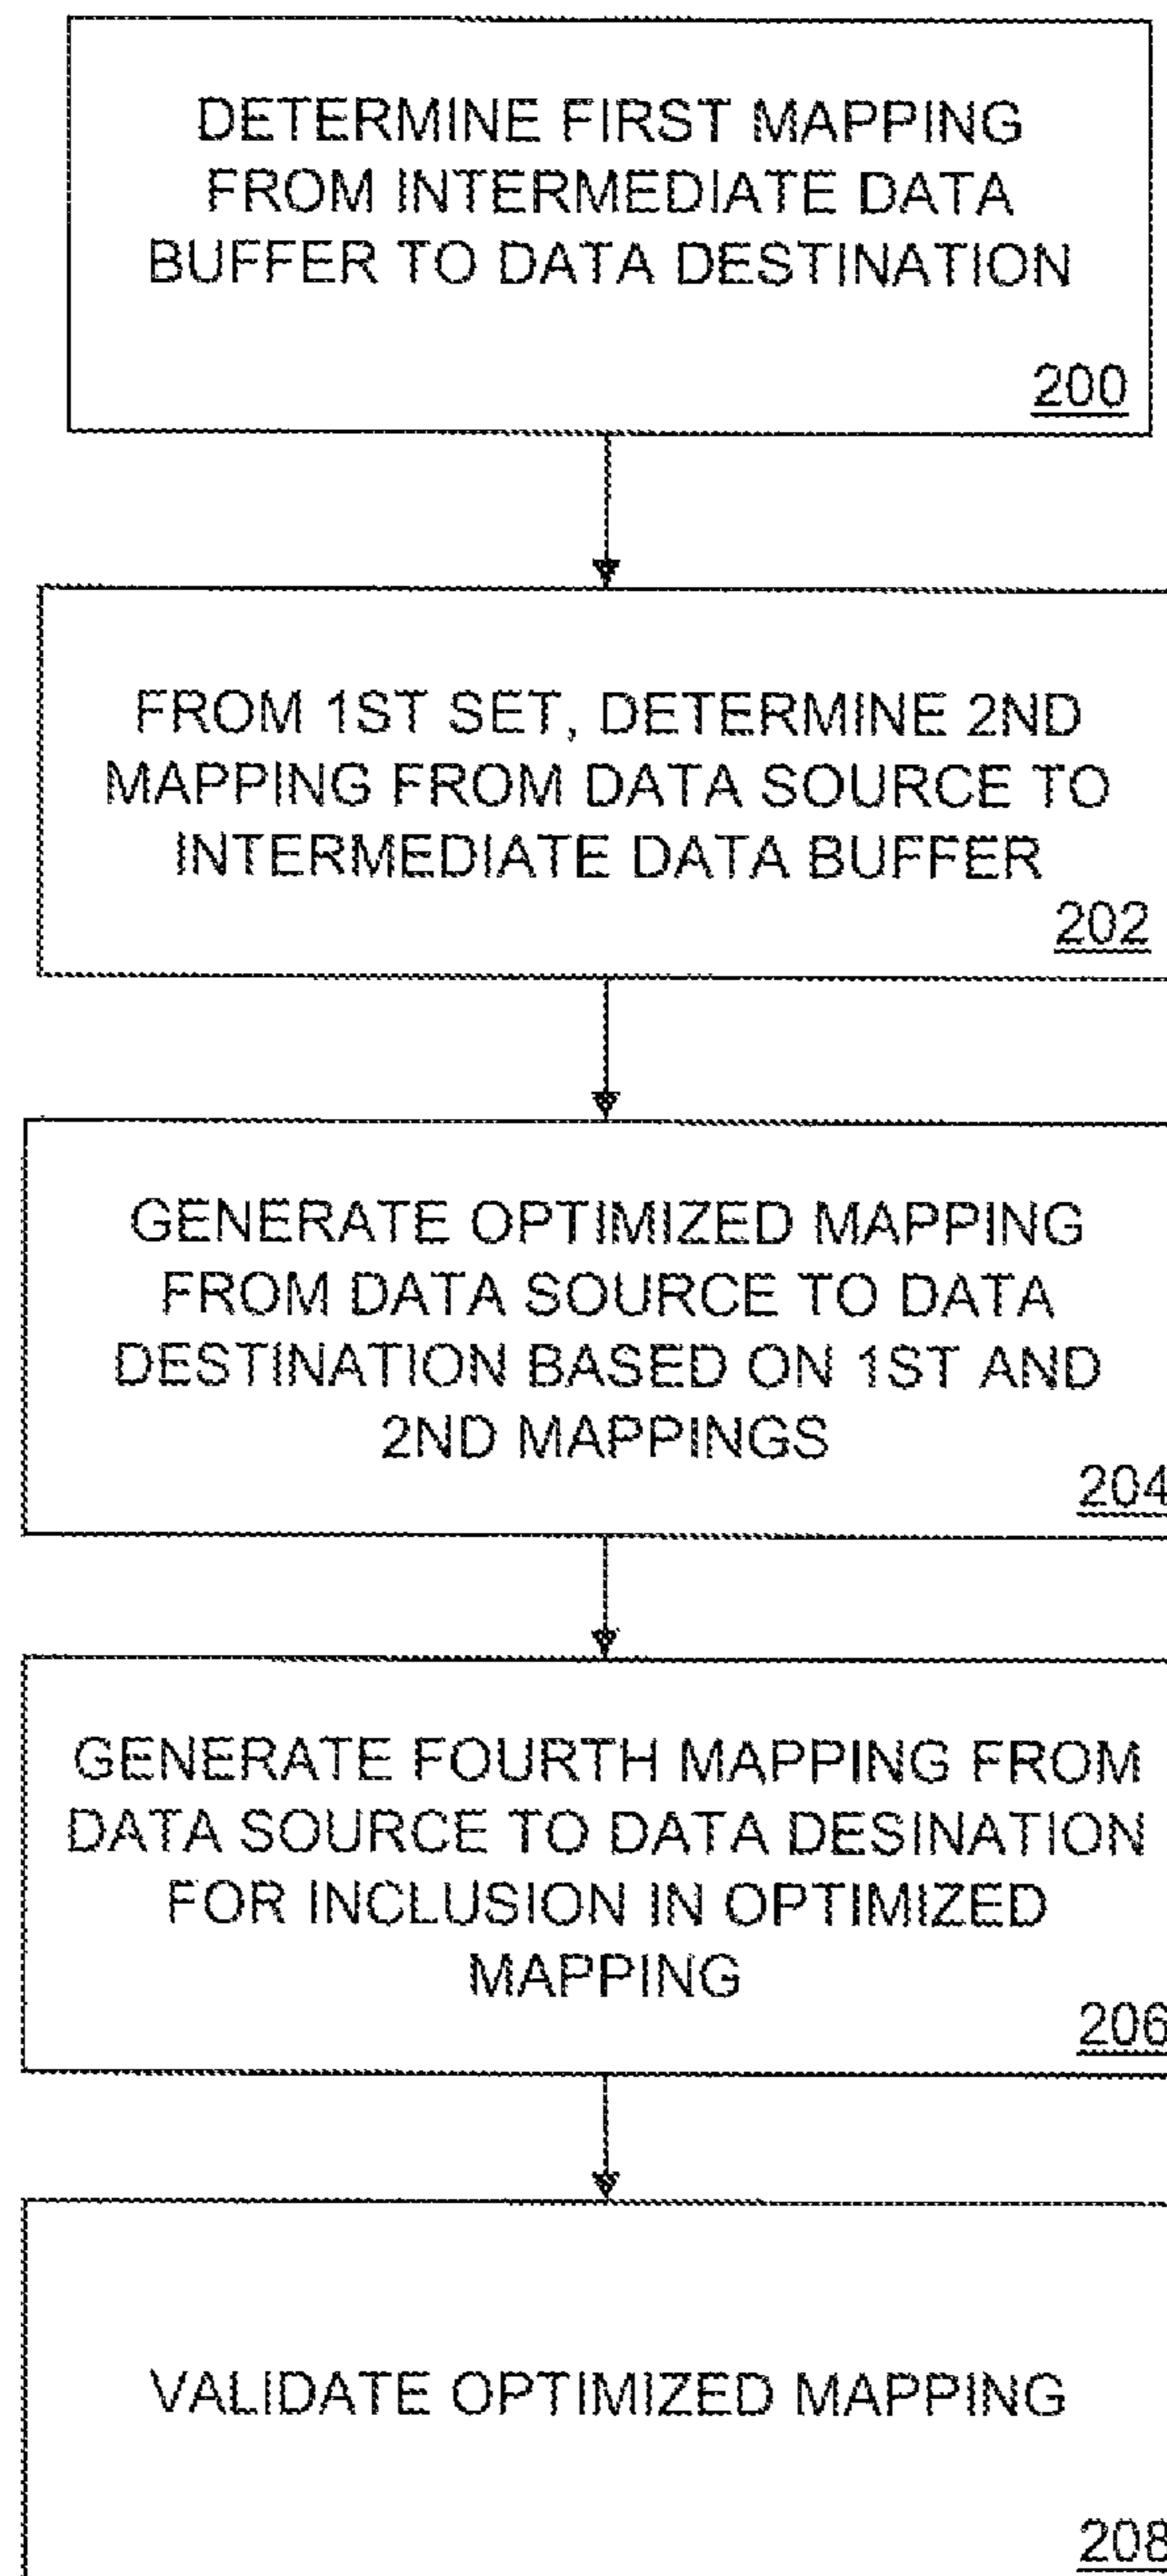 DETERMINE FIRST MAPPING
FROM INTERMEDIATE DATA
BUFFER TO DATA DESTINATION
200
FROM 1ST SET, DETERMINE 2ND
MAPPING FROM DATA SOURCE TO
INTERMEDIATE DATA BUFFER
202
GENERATE OPTIMIZED MAPPING
FROM DATA SOURCE TO DATA
DESTINATION BASED ON 1ST AND
2ND MAPPINGS
204
GENERATE FOURTH MAPPING FROM
DATA SOURCE TO DATA DESINATION
FOR INCLUSION IN OPTIMIZED
MAPPING
206
VALIDATE OPTIMIZED MAPPING
208